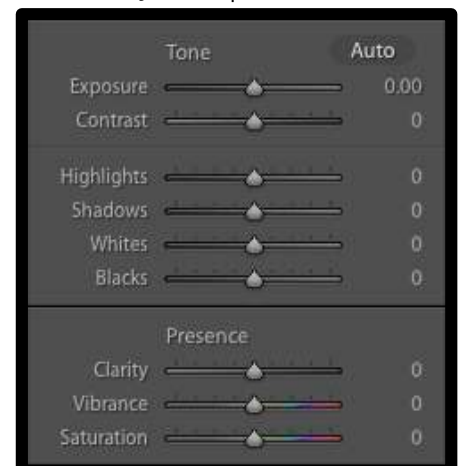 Tone Auto
Exposure 0.00
Contrast 0
Highlights 0
Shadows 0
Whites 0
Blacks 0
Presence
Clarity 0
Vibrance 0
Saturation 0